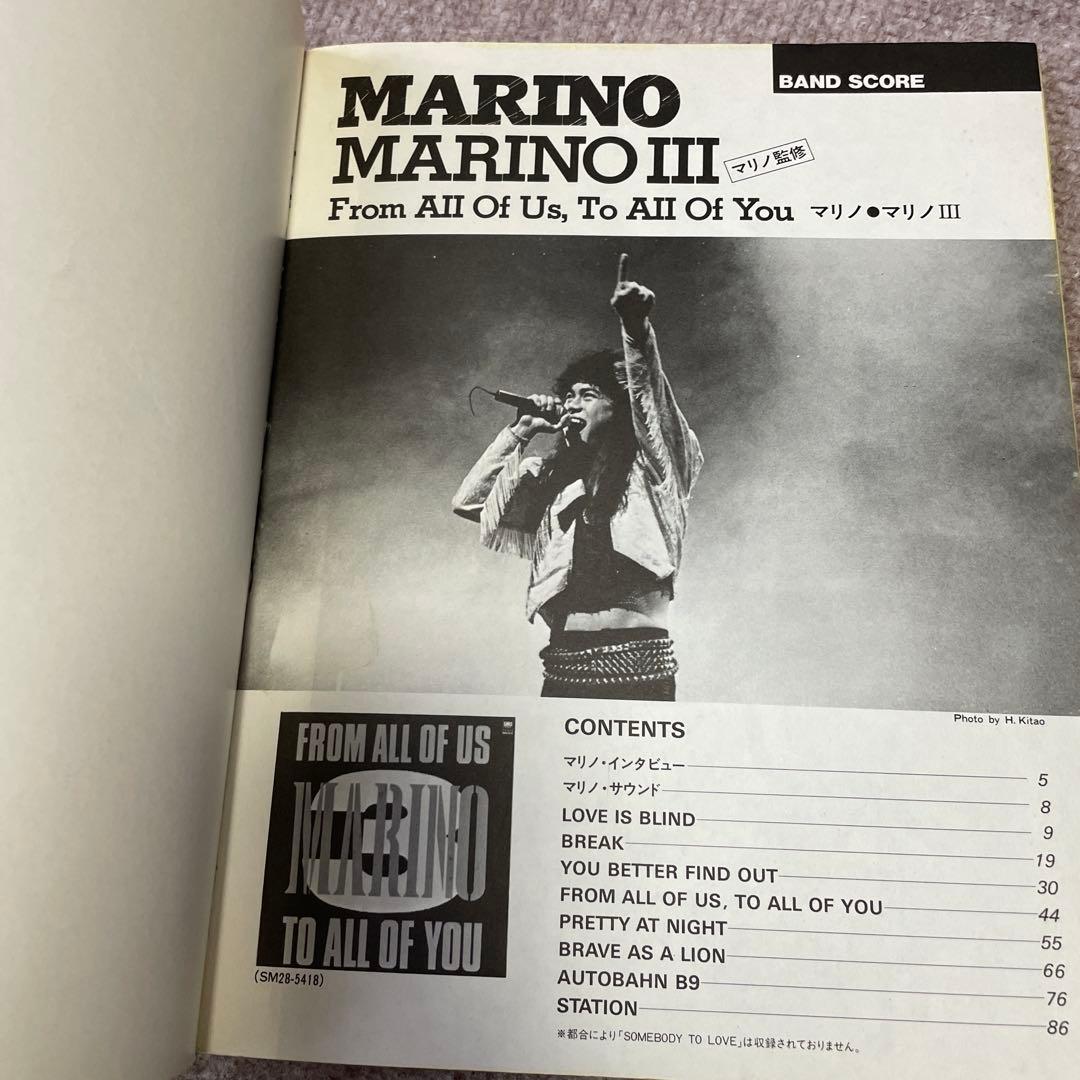 BAND SCORE
MARINO
MARINO III
マリノ監修
From All Of Us, To All Of You マリノ●マリノIII
Photo by H. Kitao
FROM ALL OF US
MARINO
TO ALL OF YOU
(SM28-5418)
CONTENTS
マリノ・インタビュー 5
マリノ・サウンド 8
LOVE IS BLIND 9
BREAK 19
YOU BETTER FIND OUT 30
FROM ALL OF US, TO ALL OF YOU 44
PRETTY AT NIGHT 55
BRAVE AS A LION 66
AUTOBAHN B9 76
STATION 86
※都合により「SOMEBODY TO LOVE」は収録されておりません。